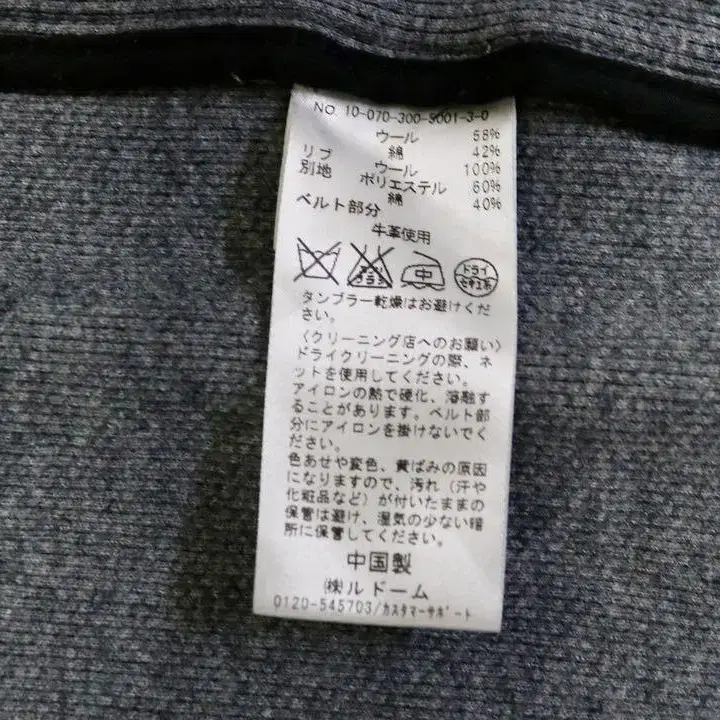 NO. 10-070-300-5001-3-0
ウール 58%
綿 42%
リブ ウール 100%
別地 ポリエステル 60%
綿 40%
ベルト部分
牛革使用
中 ドライ
セキユ系
タンブラー乾燥はお避けくだ
さい。
〈クリーニング店へのお願い〉
ドライクリーニングの際、ネ
ットを使用してください。
アイロンの熱で硬化、溶融す
ることがあります。ベルト部
分にアイロンを掛けないでく
ださい。
色あせや変色、黄ばみの原因
になりますので、汚れ（汗や
化粧品など）が付いたままの
保管は避け、湿気の少ない暗
所に保管してください。
中国製
㈱ルドーム
0120-545703/カスタマーサポート